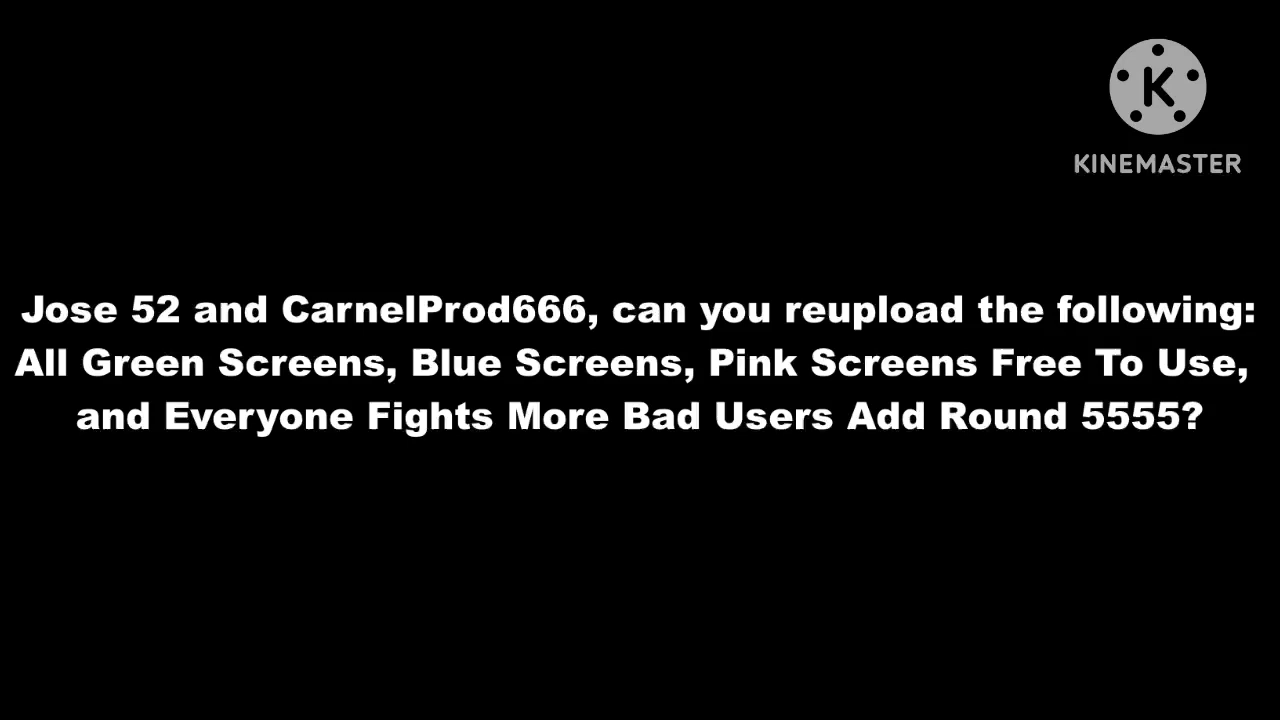 K
KINEMASTER
Jose 52 and CarnelProd666, can you reupload the following:
All Green Screens, Blue Screens, Pink Screens Free To Use,
and Everyone Fights More Bad Users Add Round 5555?